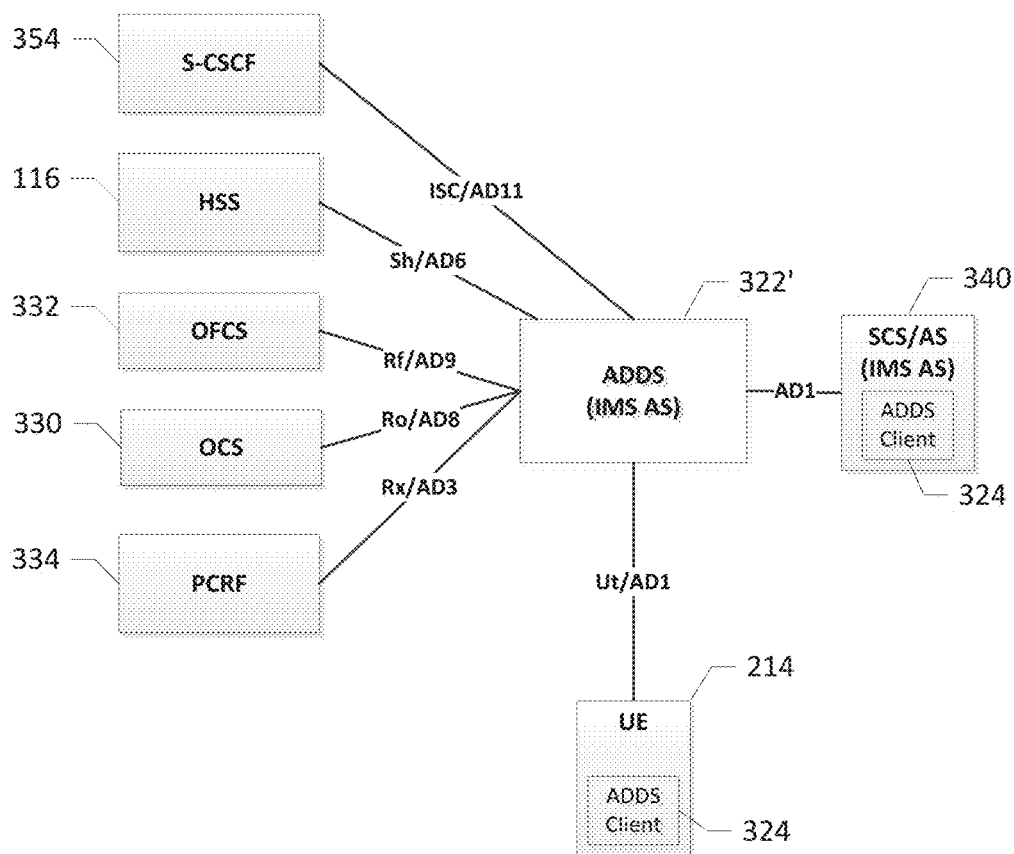 354
S-CSCF
116
HSS
ISC/AD11
Sh/AD6
332
OFCS
Rf/AD9
322'
340
ADDS
(IMS AS)
SCS/AS
(IMS AS)
ADDS
Client
AD1
324
330
OCS
Ro/AD8
Rx/AD3
334
PCRF
Ut/AD1
214
UE
ADDS
Client
324